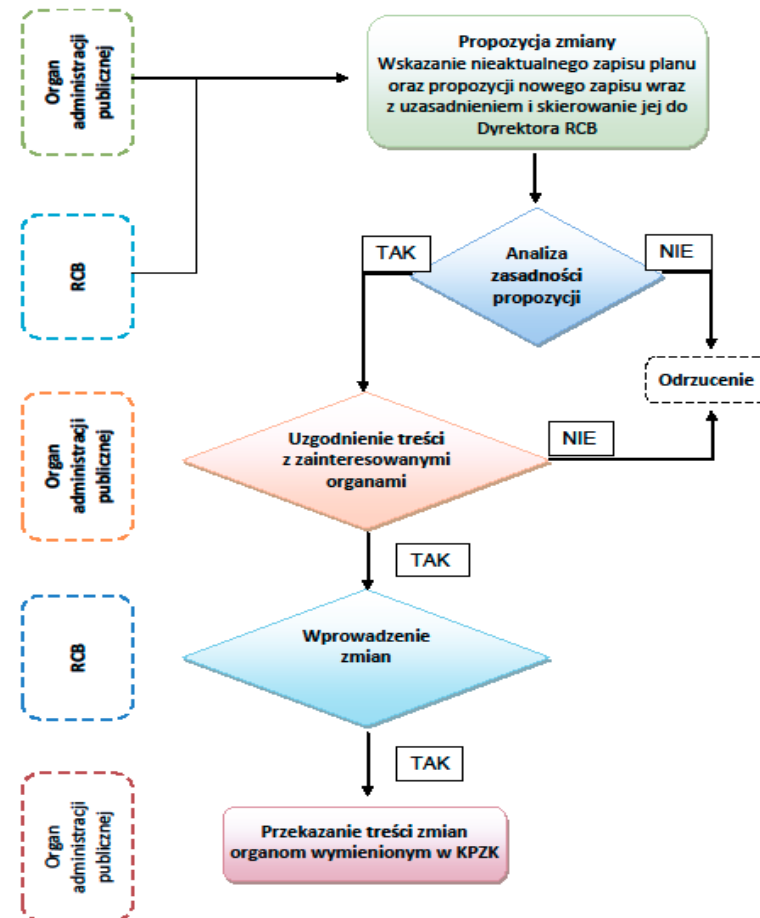 Organ
administracji
publicznej
Propozycja zmiany
Wskazanie nieaktualnego zapisu planu
oraz propozycji nowego zapisu wraz
z uzasadnieniem i skierowanie jej do
Dyrektora RCB
RCB
TAK
Analiza
zasadności
propozycji
NIE
Odrzucenie
Organ
administracji
publicznej
Uzgodnienie treści
z zainteresowanymi
organami
NIE
TAK
RCB
Wprowadzenie
zmian
TAK
Organ
administracji
publicznej
Przekazanie treści zmian
organom wymienionym w KPZK